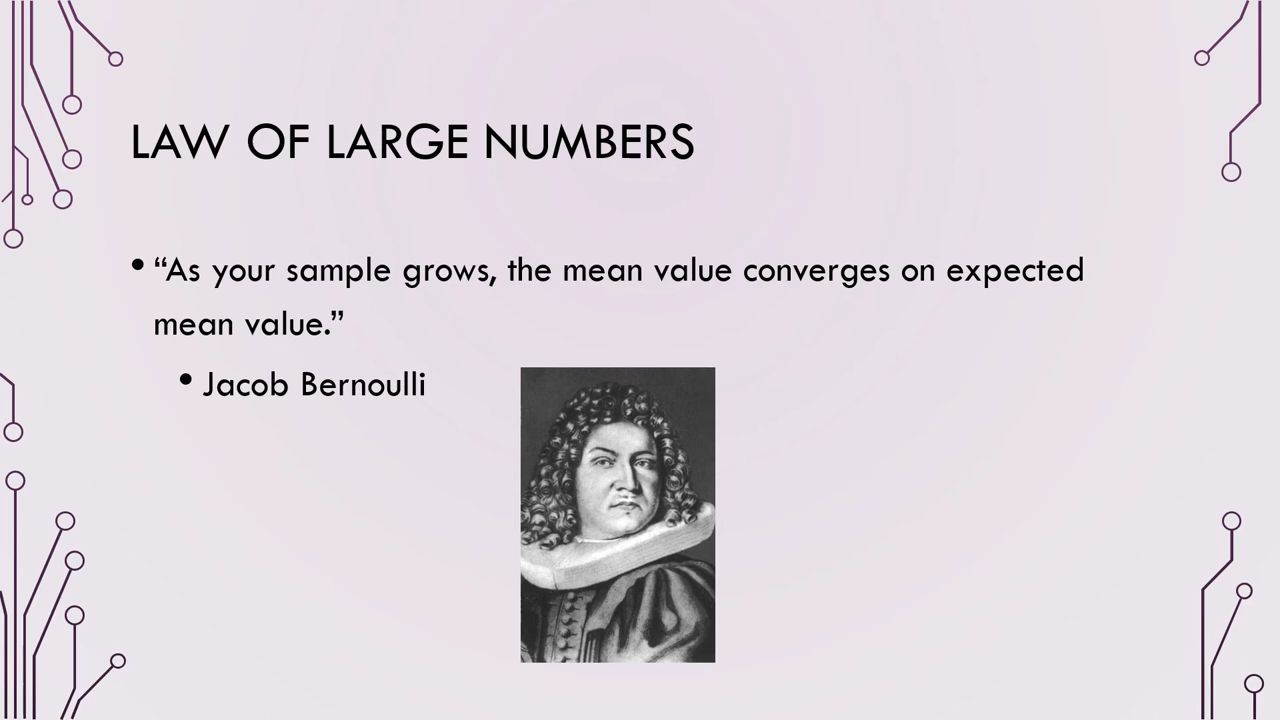 LAW OF LARGE NUMBERS
• “As your sample grows, the mean value converges on expected
mean value.”
• Jacob Bernoulli